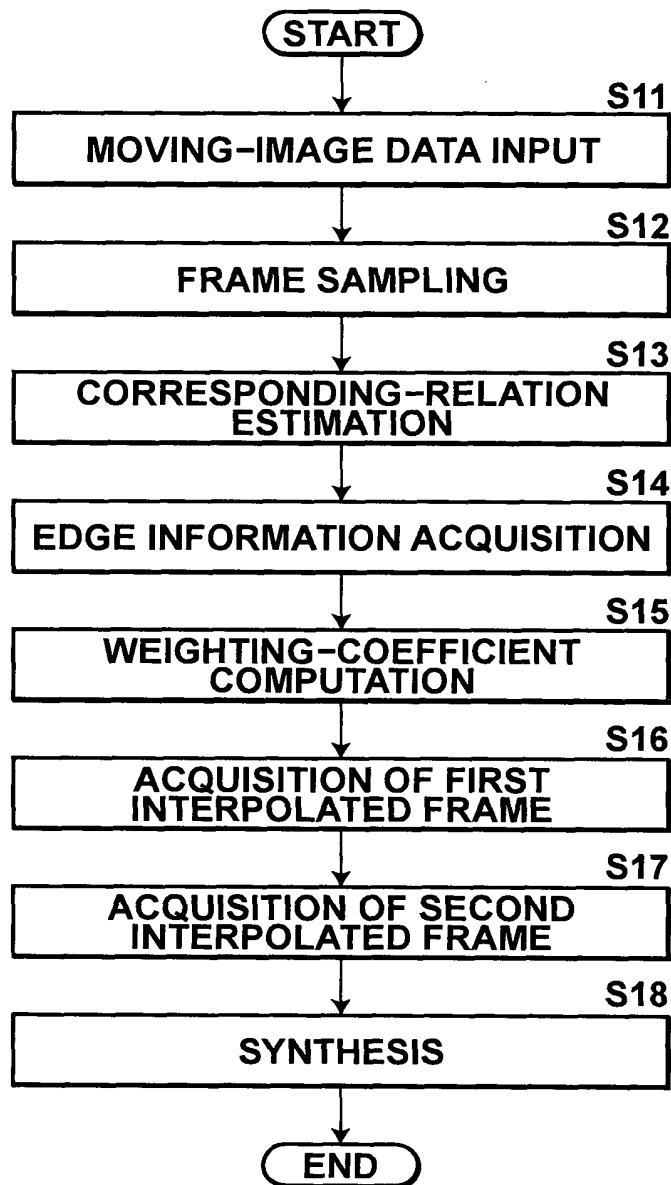 START
S11
MOVING-IMAGE DATA INPUT
S12
FRAME SAMPLING
S13
CORRESPONDING-RELATION
ESTIMATION
S14
EDGE INFORMATION ACQUISITION
S15
WEIGHTING-COEFFICIENT
COMPUTATION
S16
ACQUISITION OF FIRST
INTERPOLATED FRAME
S17
ACQUISITION OF SECOND
INTERPOLATED FRAME
S18
SYNTHESIS
END